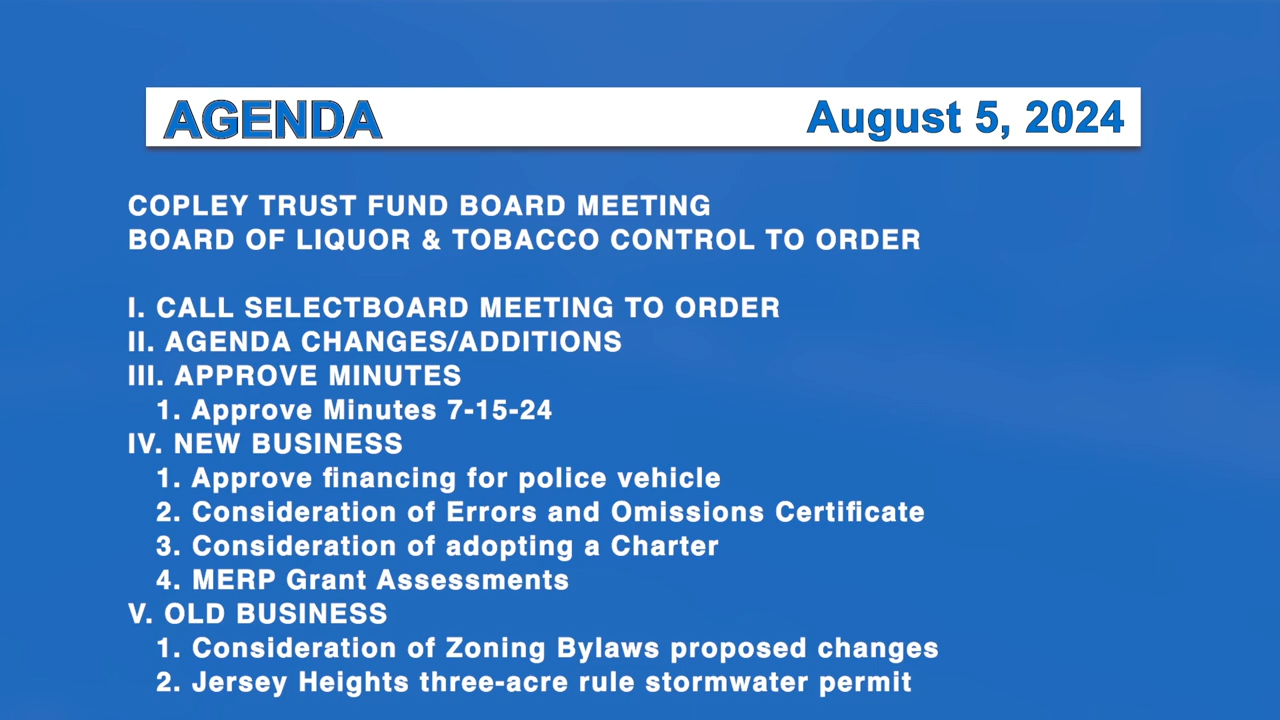 AGENDA August 5, 2024
COPLEY TRUST FUND BOARD MEETING
BOARD OF LIQUOR & TOBACCO CONTROL TO ORDER
I. CALL SELECTBOARD MEETING TO ORDER
II. AGENDA CHANGES/ADDITIONS
III. APPROVE MINUTES
1. Approve Minutes 7-15-24
IV. NEW BUSINESS
1. Approve financing for police vehicle
2. Consideration of Errors and Omissions Certificate
3. Consideration of adopting a Charter
4. MERP Grant Assessments
V. OLD BUSINESS
1. Consideration of Zoning Bylaws proposed changes
2. Jersey Heights three-acre rule stormwater permit